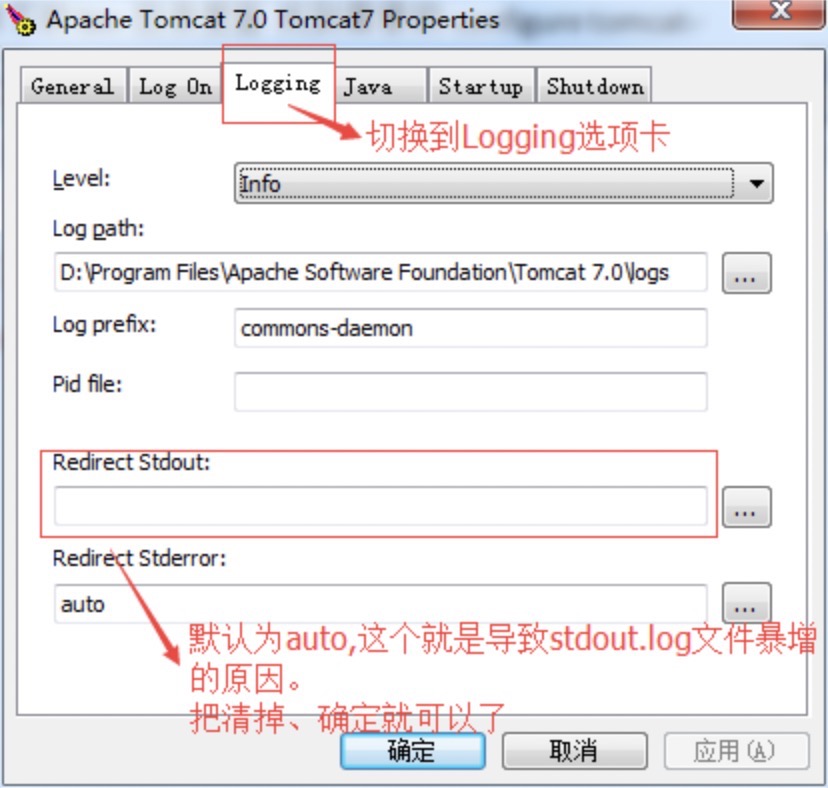 Apache Tomcat 7.0 Tomcat7 Properties
General Log On Logging Java Startup Shutdown
切换到Logging选项卡
Level:
Info
Log path:
D:\Program Files\Apache Software Foundation\Tomcat 7.0\logs
...
Log prefix:
commons-daemon
Pid file:
Redirect Stdout:
...
Redirect Stderror:
auto
...
默认为auto,这个就是导致stdout.log文件暴增
的原因。
把清掉、确定就可以了
确定 取消 应用(A)